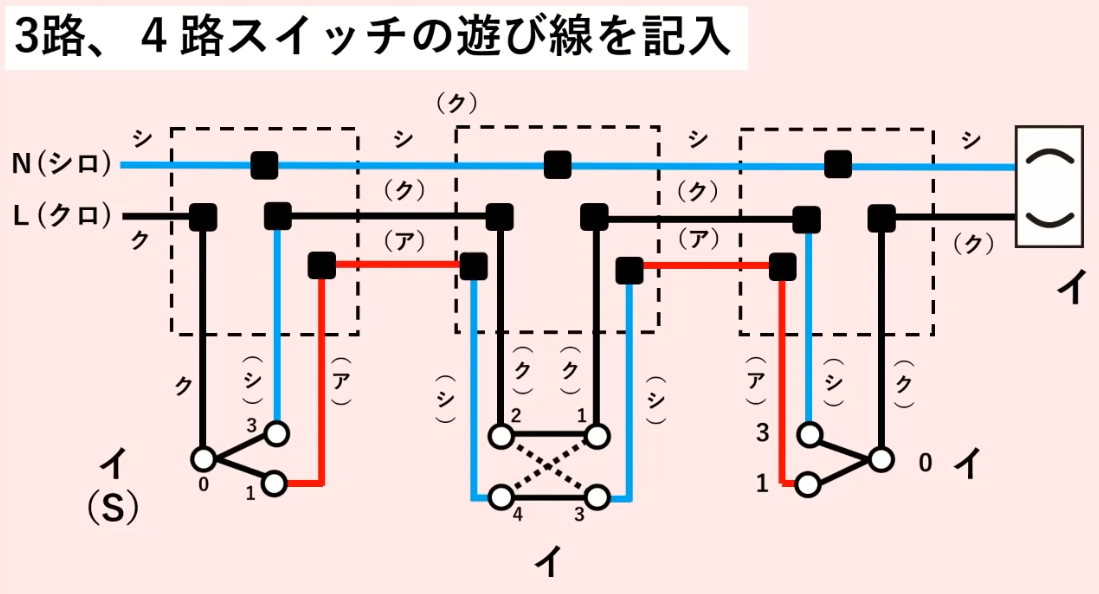 3路、4路スイッチの遊び線を記入
(ク)
シ シ シ シ
N(シロ)
(ク) (ク)
L(クロ)
ク (ア) (ア) (ク)
イ
ク (シ) (ア) (シ) (ク) (ク) (シ) (ア) (シ) (ク)
3 2 1 3
イ 0 イ
(S) 0 1 4 3 1
イ